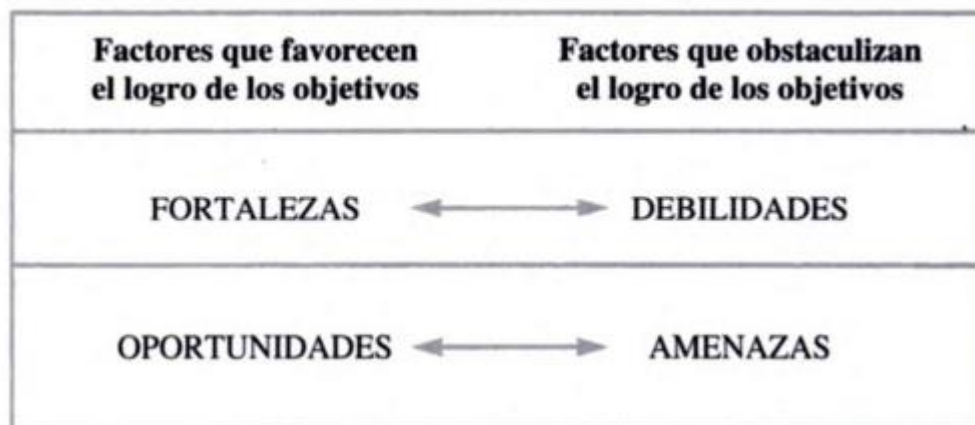 Factores que favorecen
el logro de los objetivos
Factores que obstaculizan
el logro de los objetivos
FORTALEZAS DEBILIDADES
OPORTUNIDADES AMENAZAS